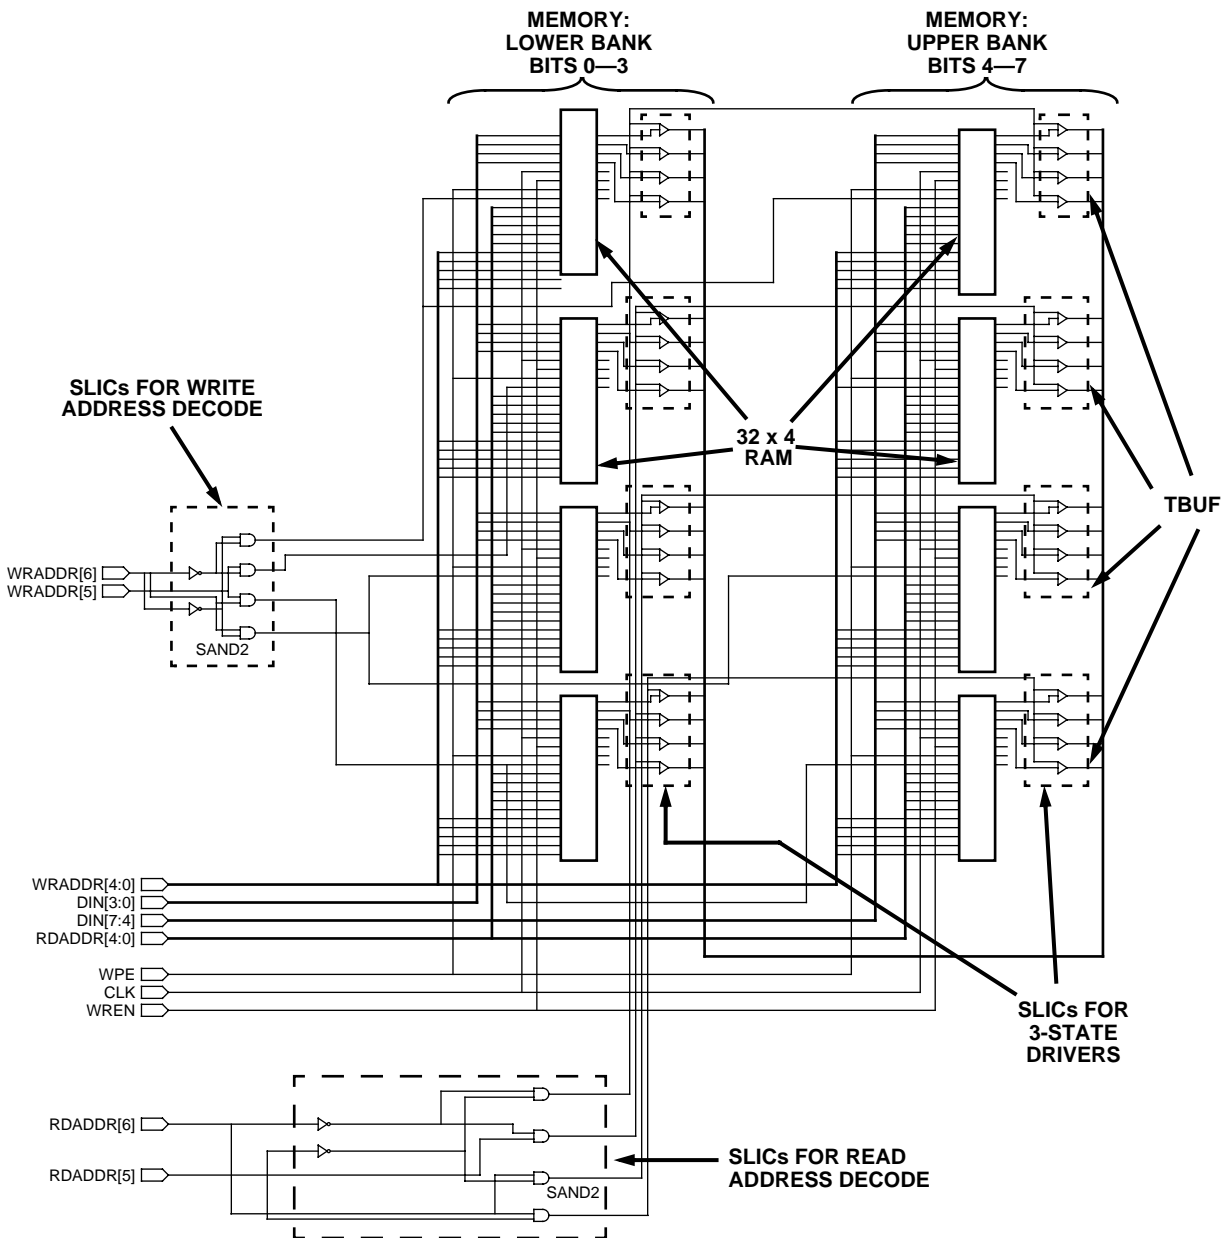 MEMORY:
LOWER BANK
BITS 0—3
MEMORY:
UPPER BANK
BITS 4—7
SLICs FOR WRITE
ADDRESS DECODE
32 x 4
RAM
TBUF
WRADDR[6]
WRADDR[5]
SAND2
WRADDR[4:0]
DIN[3:0]
DIN[7:4]
RDADDR[4:0]
WPE
CLK
WREN
SLICs FOR
3-STATE
DRIVERS
RDADDR[6]
RDADDR[5]
SAND2
SLICs FOR READ
ADDRESS DECODE